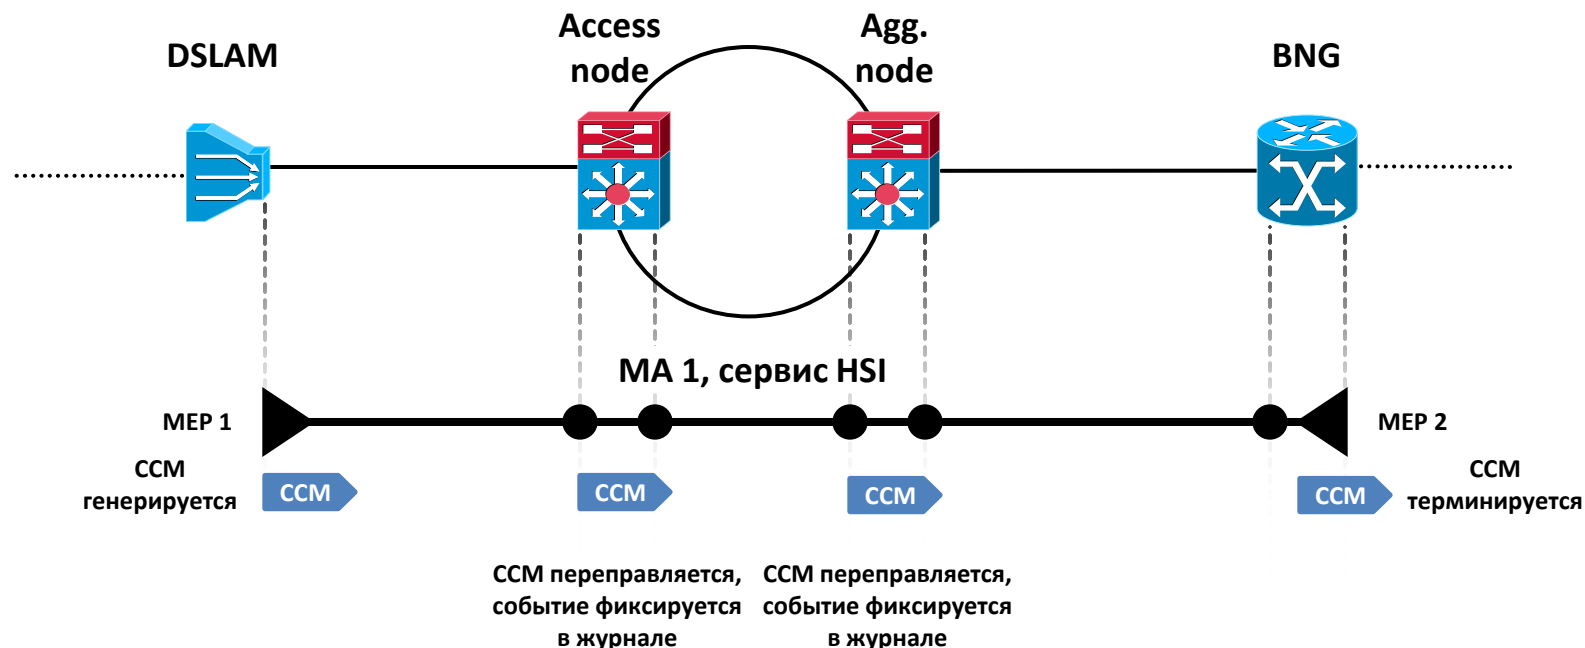 DSLAM
Access
node
Agg.
node
BNG
МА 1, сервис HSI
MEP 1
MEP 2
CCM
генерируется
CCM
CCM
CCM
CCM
CCM
терминируется
CCM переправляется,
событие фиксируется
в журнале
CCM переправляется,
событие фиксируется
в журнале